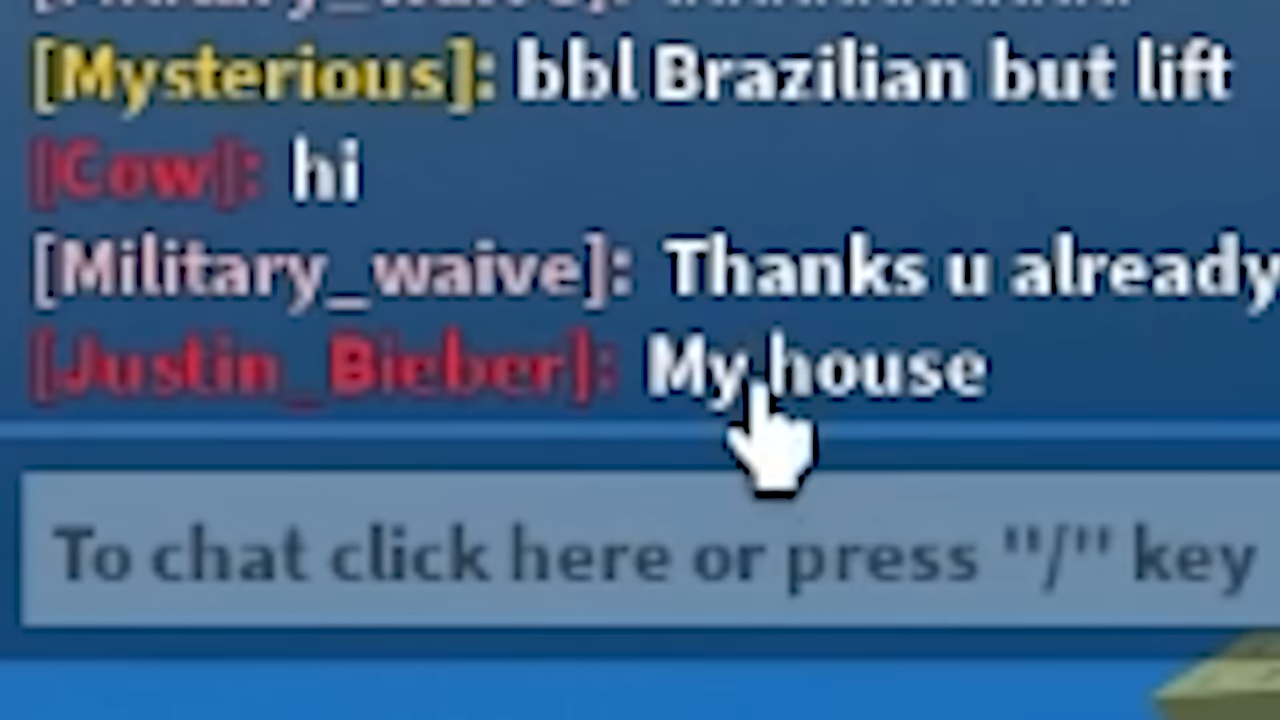 [Military_waive]:
[Mysterious]: bbl Brazilian but lift
[Cow]: hi
[Military_waive]: Thanks u already
[Justin_Bieber]: My house
To chat click here or press "/" key